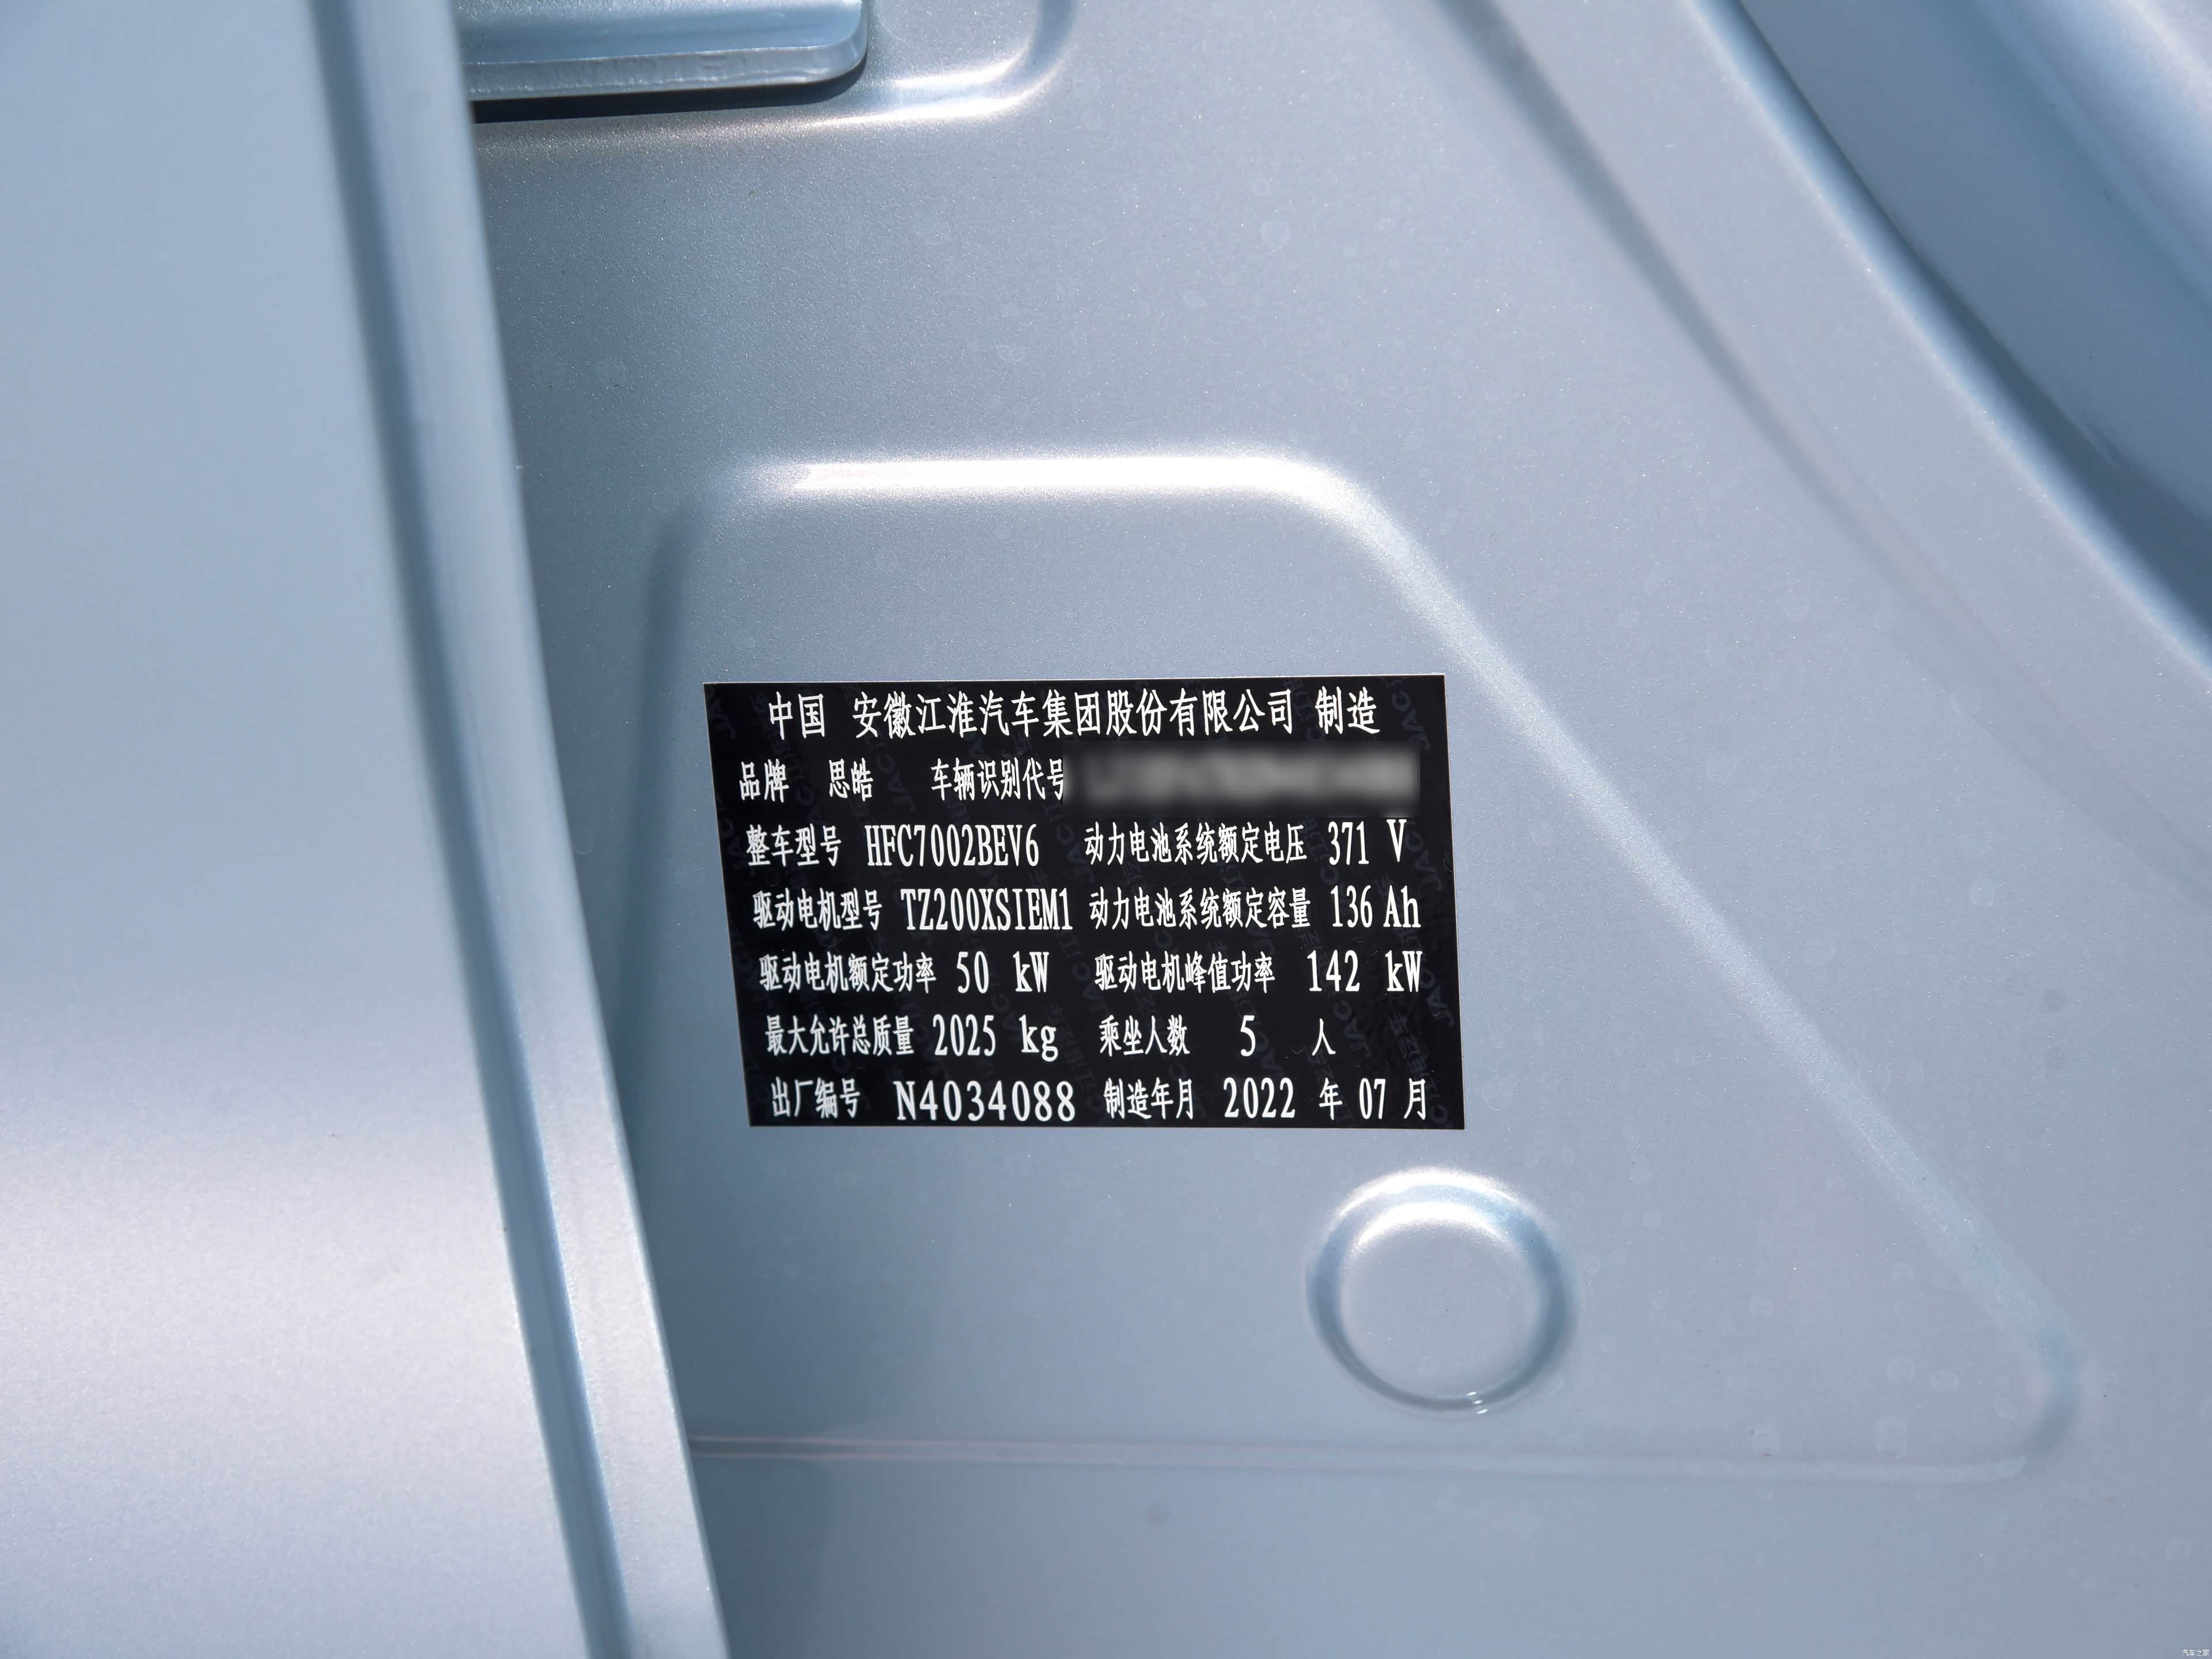 中国 安徽江淮汽车集团股份有限公司 制造
品牌 思皓 车辆识别代号
整车型号 HFC7002BEV6 动力电池系统额定电压 371 V
驱动电机型号 TZ200XSIEM1 动力电池系统额定容量 136 Ah
驱动电机额定功率 50 kW 驱动电机峰值功率 142 kW
最大允许总质量 2025 kg 乘坐人数 5 人
出厂编号 N4034088 制造年月 2022 年 07 月
汽车之家